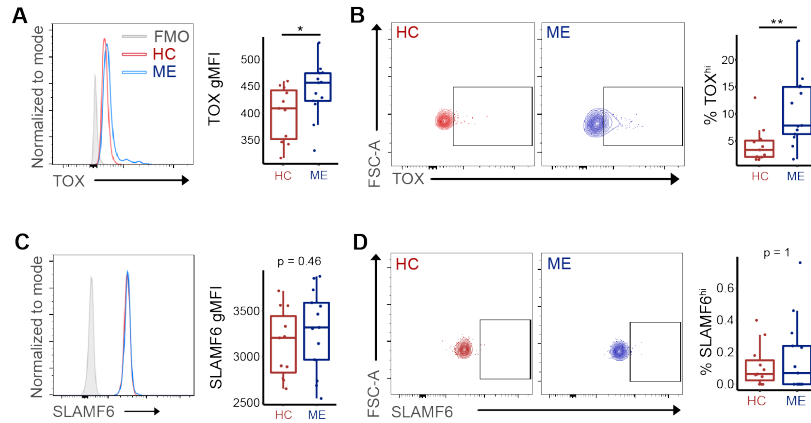 A
Normalized to mode
FMO
HC
ME
TOX
TOX gMFI
*
500
450
400
350
HC
ME
B
FSC-A
HC
ME
TOX
% TOXhi
**
20
15
10
5
HC
ME
C
Normalized to mode
SLAMF6
SLAMF6 gMFI
p = 0.46
3500
3000
2500
HC
ME
D
FSC-A
HC
ME
SLAMF6
% SLAMF6hi
p = 1
0.6
0.4
0.2
0.0
HC
ME